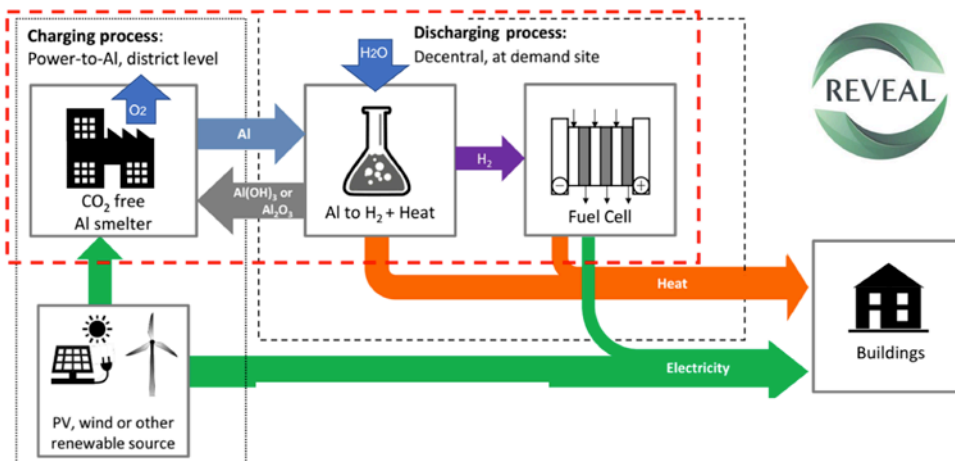 Charging process:
Power-to-Al, district level
Discharging process:
Decentral, at demand site
H2O
O2
REVEAL
Al
H₂
Al(OH)₃ or
Al₂O₃
CO₂ free
Al smelter
Al to H₂ + Heat
Fuel Cell
Heat
Buildings
Electricity
PV, wind or other
renewable source